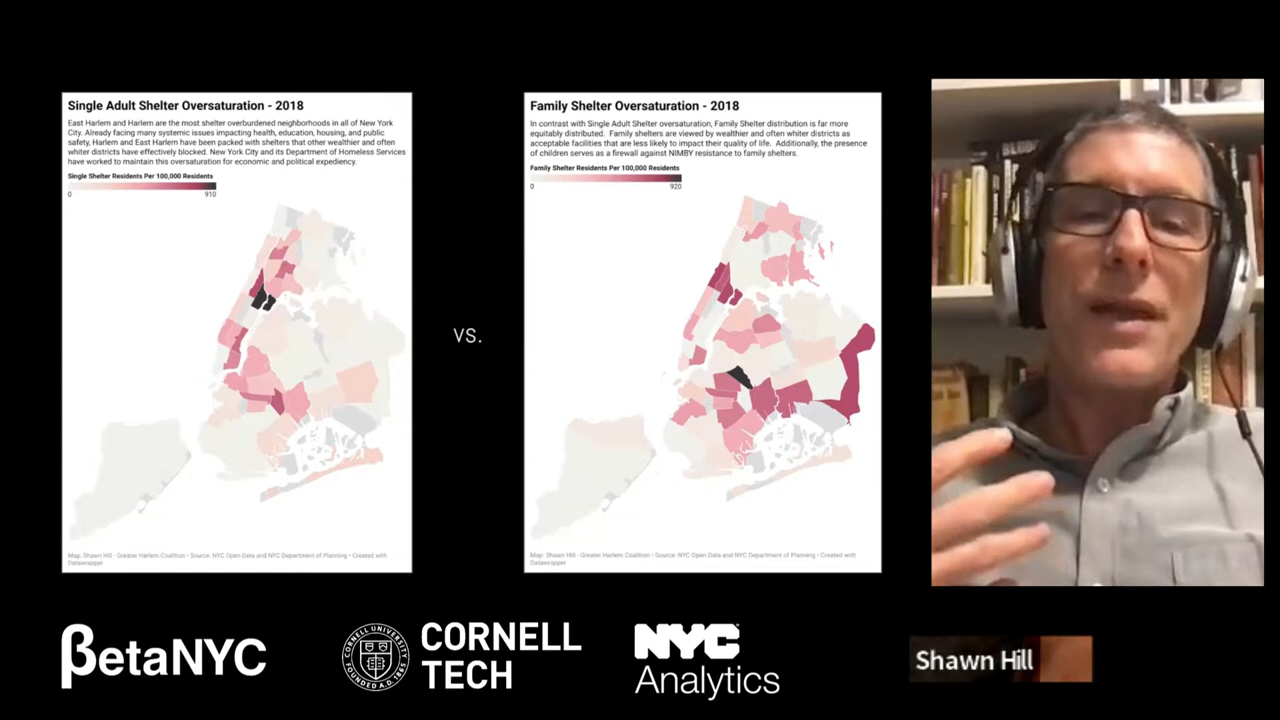 Single Adult Shelter Oversaturation - 2018
East Harlem and Harlem are the most shelter overburdened neighborhoods in all of New York
City. Already facing many systemic issues impacting health, education, housing, and public
safety, Harlem and East Harlem have been packed with shelters that other wealthier and often
whiter districts have effectively blocked. New York City and its Department of Homeless Services
have worked to maintain this oversaturation for economic and political expediency.
Single Shelter Residents Per 100,000 Residents
0 910
Map: Shawn Hill - Greater Harlem Coalition • Source: NYC Open Data and NYC Department of Planning • Created with
Datawrapper
VS.
Family Shelter Oversaturation - 2018
In contrast with Single Adult Shelter oversaturation, Family Shelter distribution is far more
equitably distributed. Family shelters are viewed by wealthier and often whiter districts as
acceptable facilities that are less likely to impact their quality of life. Additionally, the presence
of children serves as a firewall against NIMBY resistance to family shelters.
Family Shelter Residents Per 100,000 Residents
0 920
Map: Shawn Hill - Greater Harlem Coalition • Source: NYC Open Data and NYC Department of Planning • Created with
Datawrapper
βetaNYC
CORNELL UNIVERSITY
FOUNDED A.D. 1865
CORNELL
TECH
NYC
Analytics
Shawn Hill